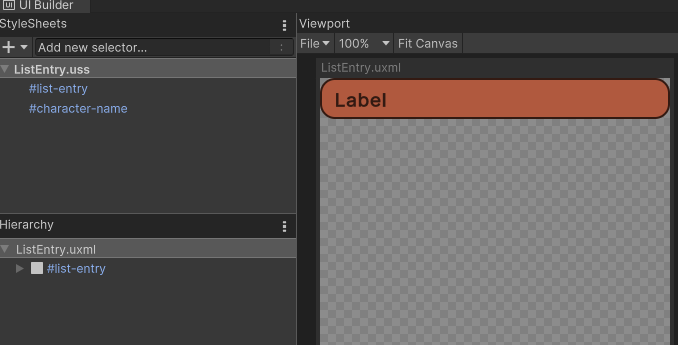 UI UI Builder
StyleSheets
Add new selector...
ListEntry.uss
#list-entry
#character-name
Hierarchy
ListEntry.uxml
#list-entry
Viewport
File 100% Fit Canvas
ListEntry.uxml
Label